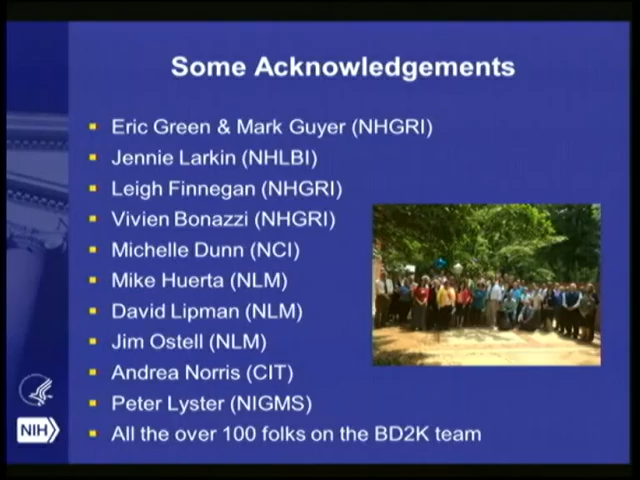 Some Acknowledgements
Eric Green & Mark Guyer (NHGRI)
Jennie Larkin (NHLBI)
Leigh Finnegan (NHGRI)
Vivien Bonazzi (NHGRI)
Michelle Dunn (NCI)
Mike Huerta (NLM)
David Lipman (NLM)
Jim Ostell (NLM)
Andrea Norris (CIT)
Peter Lyster (NIGMS)
All the over 100 folks on the BD2K team
NIH